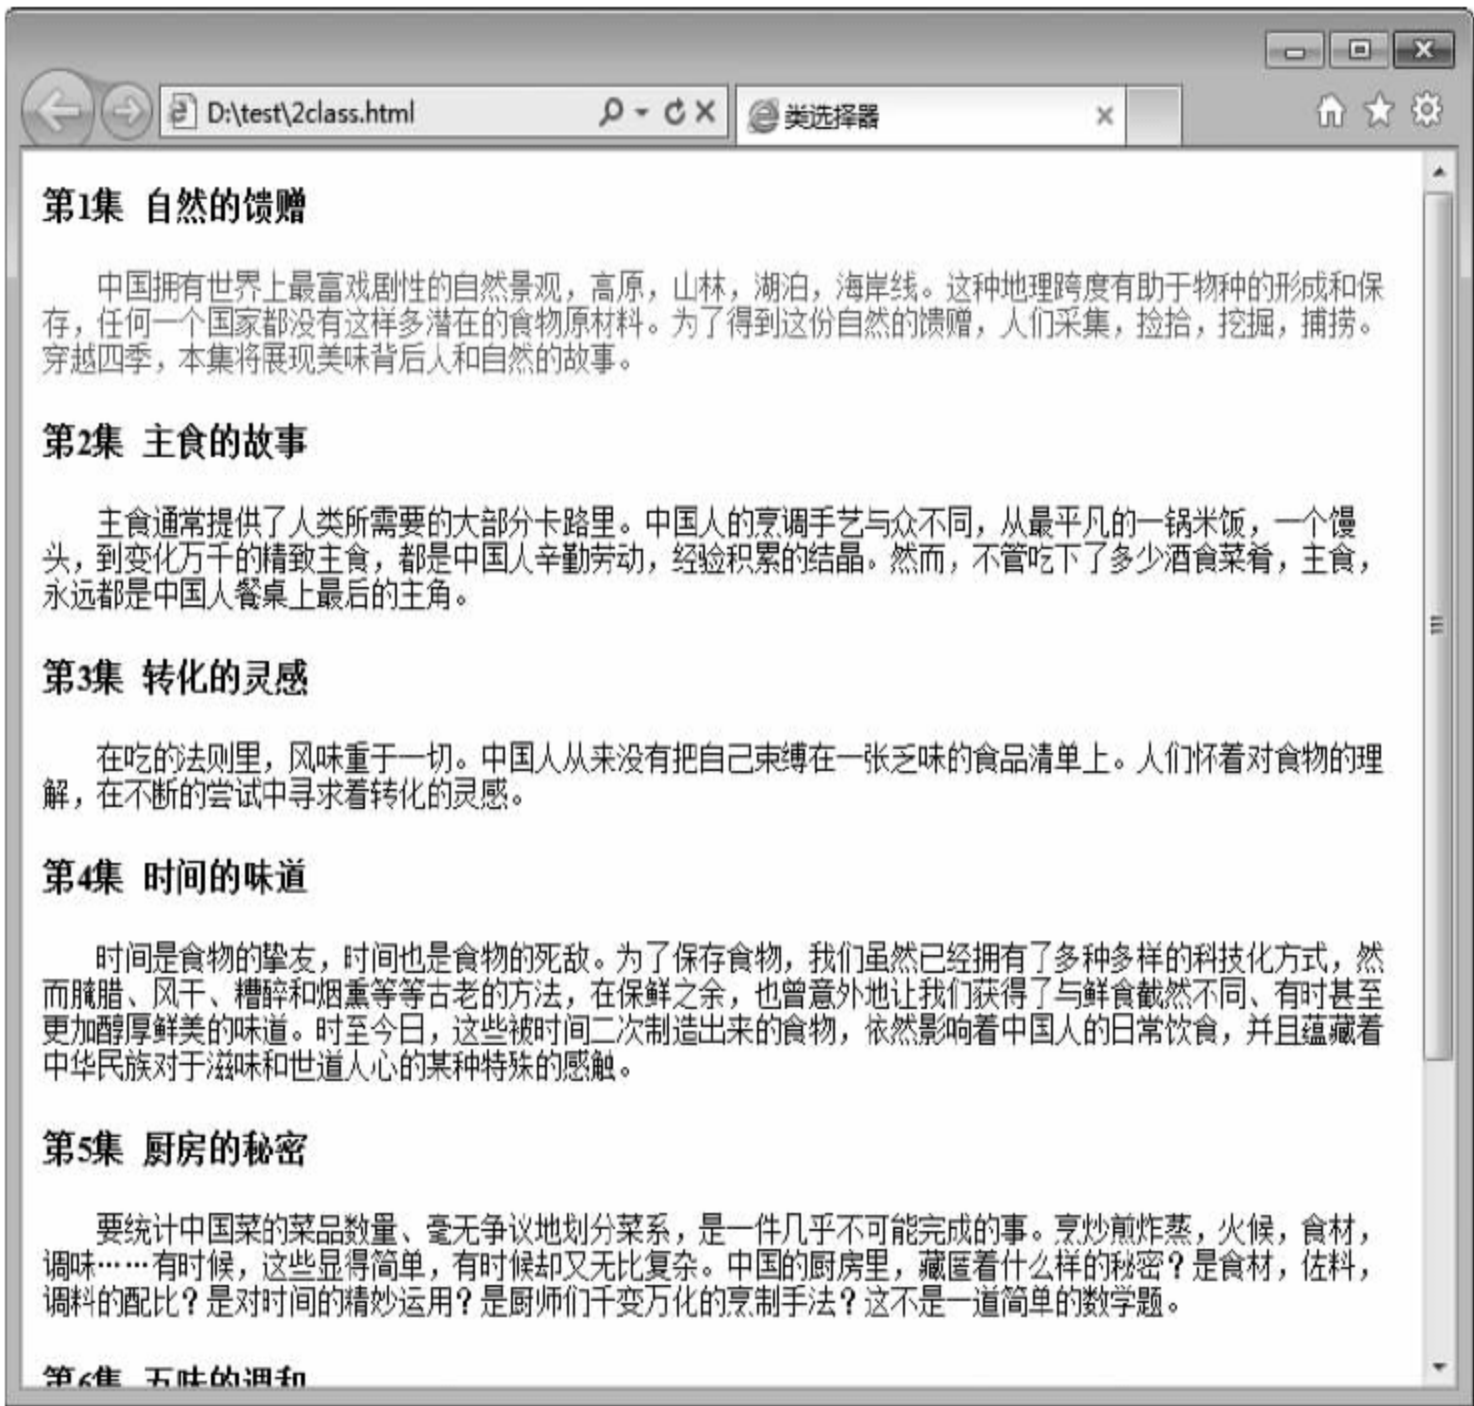 D:\test\2class.html
类选择器
第1集 自然的馈赠
中国拥有世界上最富戏剧性的自然景观，高原，山林，湖泊，海岸线。这种地理跨度有助于物种的形成和保
存，任何一个国家都没有这样多潜在的食物原材料。为了得到这份自然的馈赠，人们采集，捡拾，挖掘，捕捞。
穿越四季，本集将展现美味背后人和自然的故事。
第2集 主食的故事
主食通常提供了人类所需要的大部分卡路里。中国人的烹调手艺与众不同，从最平凡的一锅米饭，一个馒
头，到变化万千的精致主食，都是中国人辛勤劳动，经验积累的结晶。然而，不管吃下了多少酒食菜肴，主食，
永远都是中国人餐桌上最后的主角。
第3集 转化的灵感
在吃的法则里，风味重于一切。中国人从来没有把自己束缚在一张乏味的食品清单上。人们怀着对食物的理
解，在不断的尝试中寻求着转化的灵感。
第4集 时间的味道
时间是食物的挚友，时间也是食物的死敌。为了保存食物，我们虽然已经拥有了多种多样的科技化方式，然
而腌腊、风干、糟醉和烟熏等等古老的方法，在保鲜之余，也曾意外地让我们获得了与鲜食截然不同、有时甚至
更加醇厚鲜美的味道。时至今日，这些被时间二次制造出来的食物，依然影响着中国人的日常饮食，并且蕴藏着
中华民族对于滋味和世道人心的某种特殊的感触。
第5集 厨房的秘密
要统计中国菜的菜品数量、毫无争议地划分菜系，是一件几乎不可能完成的事。烹炒煎炸蒸，火候，食材，
调味……有时候，这些显得简单，有时候却又无比复杂。中国的厨房里，藏匿着什么样的秘密？是食材，佐料，
调料的配比？是对时间的精妙运用？是厨师们千变万化的烹制手法？这不是一道简单的数学题。
第6集 五味的调和